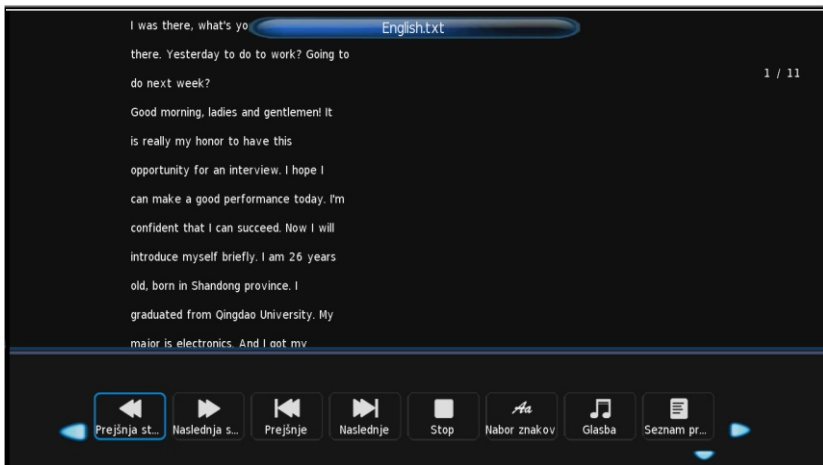 English.txt
I was there, what's yo
there. Yesterday to do to work? Going to
do next week?
1 / 11
Good morning, ladies and gentlemen! It
is really my honor to have this
opportunity for an interview. I hope I
can make a good performance today. I'm
confident that I can succeed. Now I will
introduce myself briefly. I am 26 years
old, born in Shandong province. I
graduated from Qingdao University. My
major is electronics. And I got my
Prejšnja st...
Naslednja s...
Prejšnje
Naslednje
Stop
Nabor znakov
Glasba
Seznam pr...